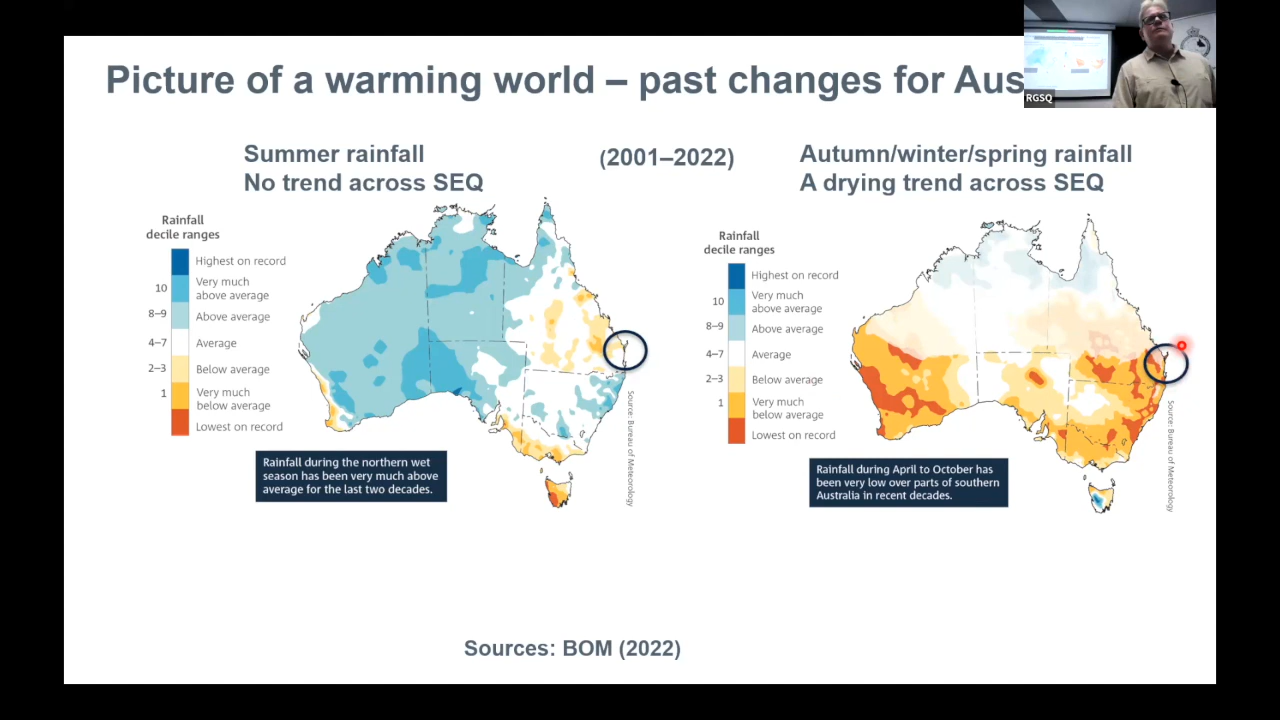 Picture of a warming world – past changes for Aus
RGSQ
Summer rainfall
No trend across SEQ
(2001–2022)
Autumn/winter/spring rainfall
A drying trend across SEQ
Rainfall
decile ranges
Highest on record
10 Very much
above average
8–9 Above average
4–7 Average
2–3 Below average
1 Very much
below average
Lowest on record
Rainfall during the northern wet
season has been very much above
average for the last two decades.
Source: Bureau of Meteorology
Rainfall
decile ranges
Highest on record
10 Very much
above average
8–9 Above average
4–7 Average
2–3 Below average
1 Very much
below average
Lowest on record
Rainfall during April to October has
been very low over parts of southern
Australia in recent decades.
Source: Bureau of Meteorology
Sources: BOM (2022)